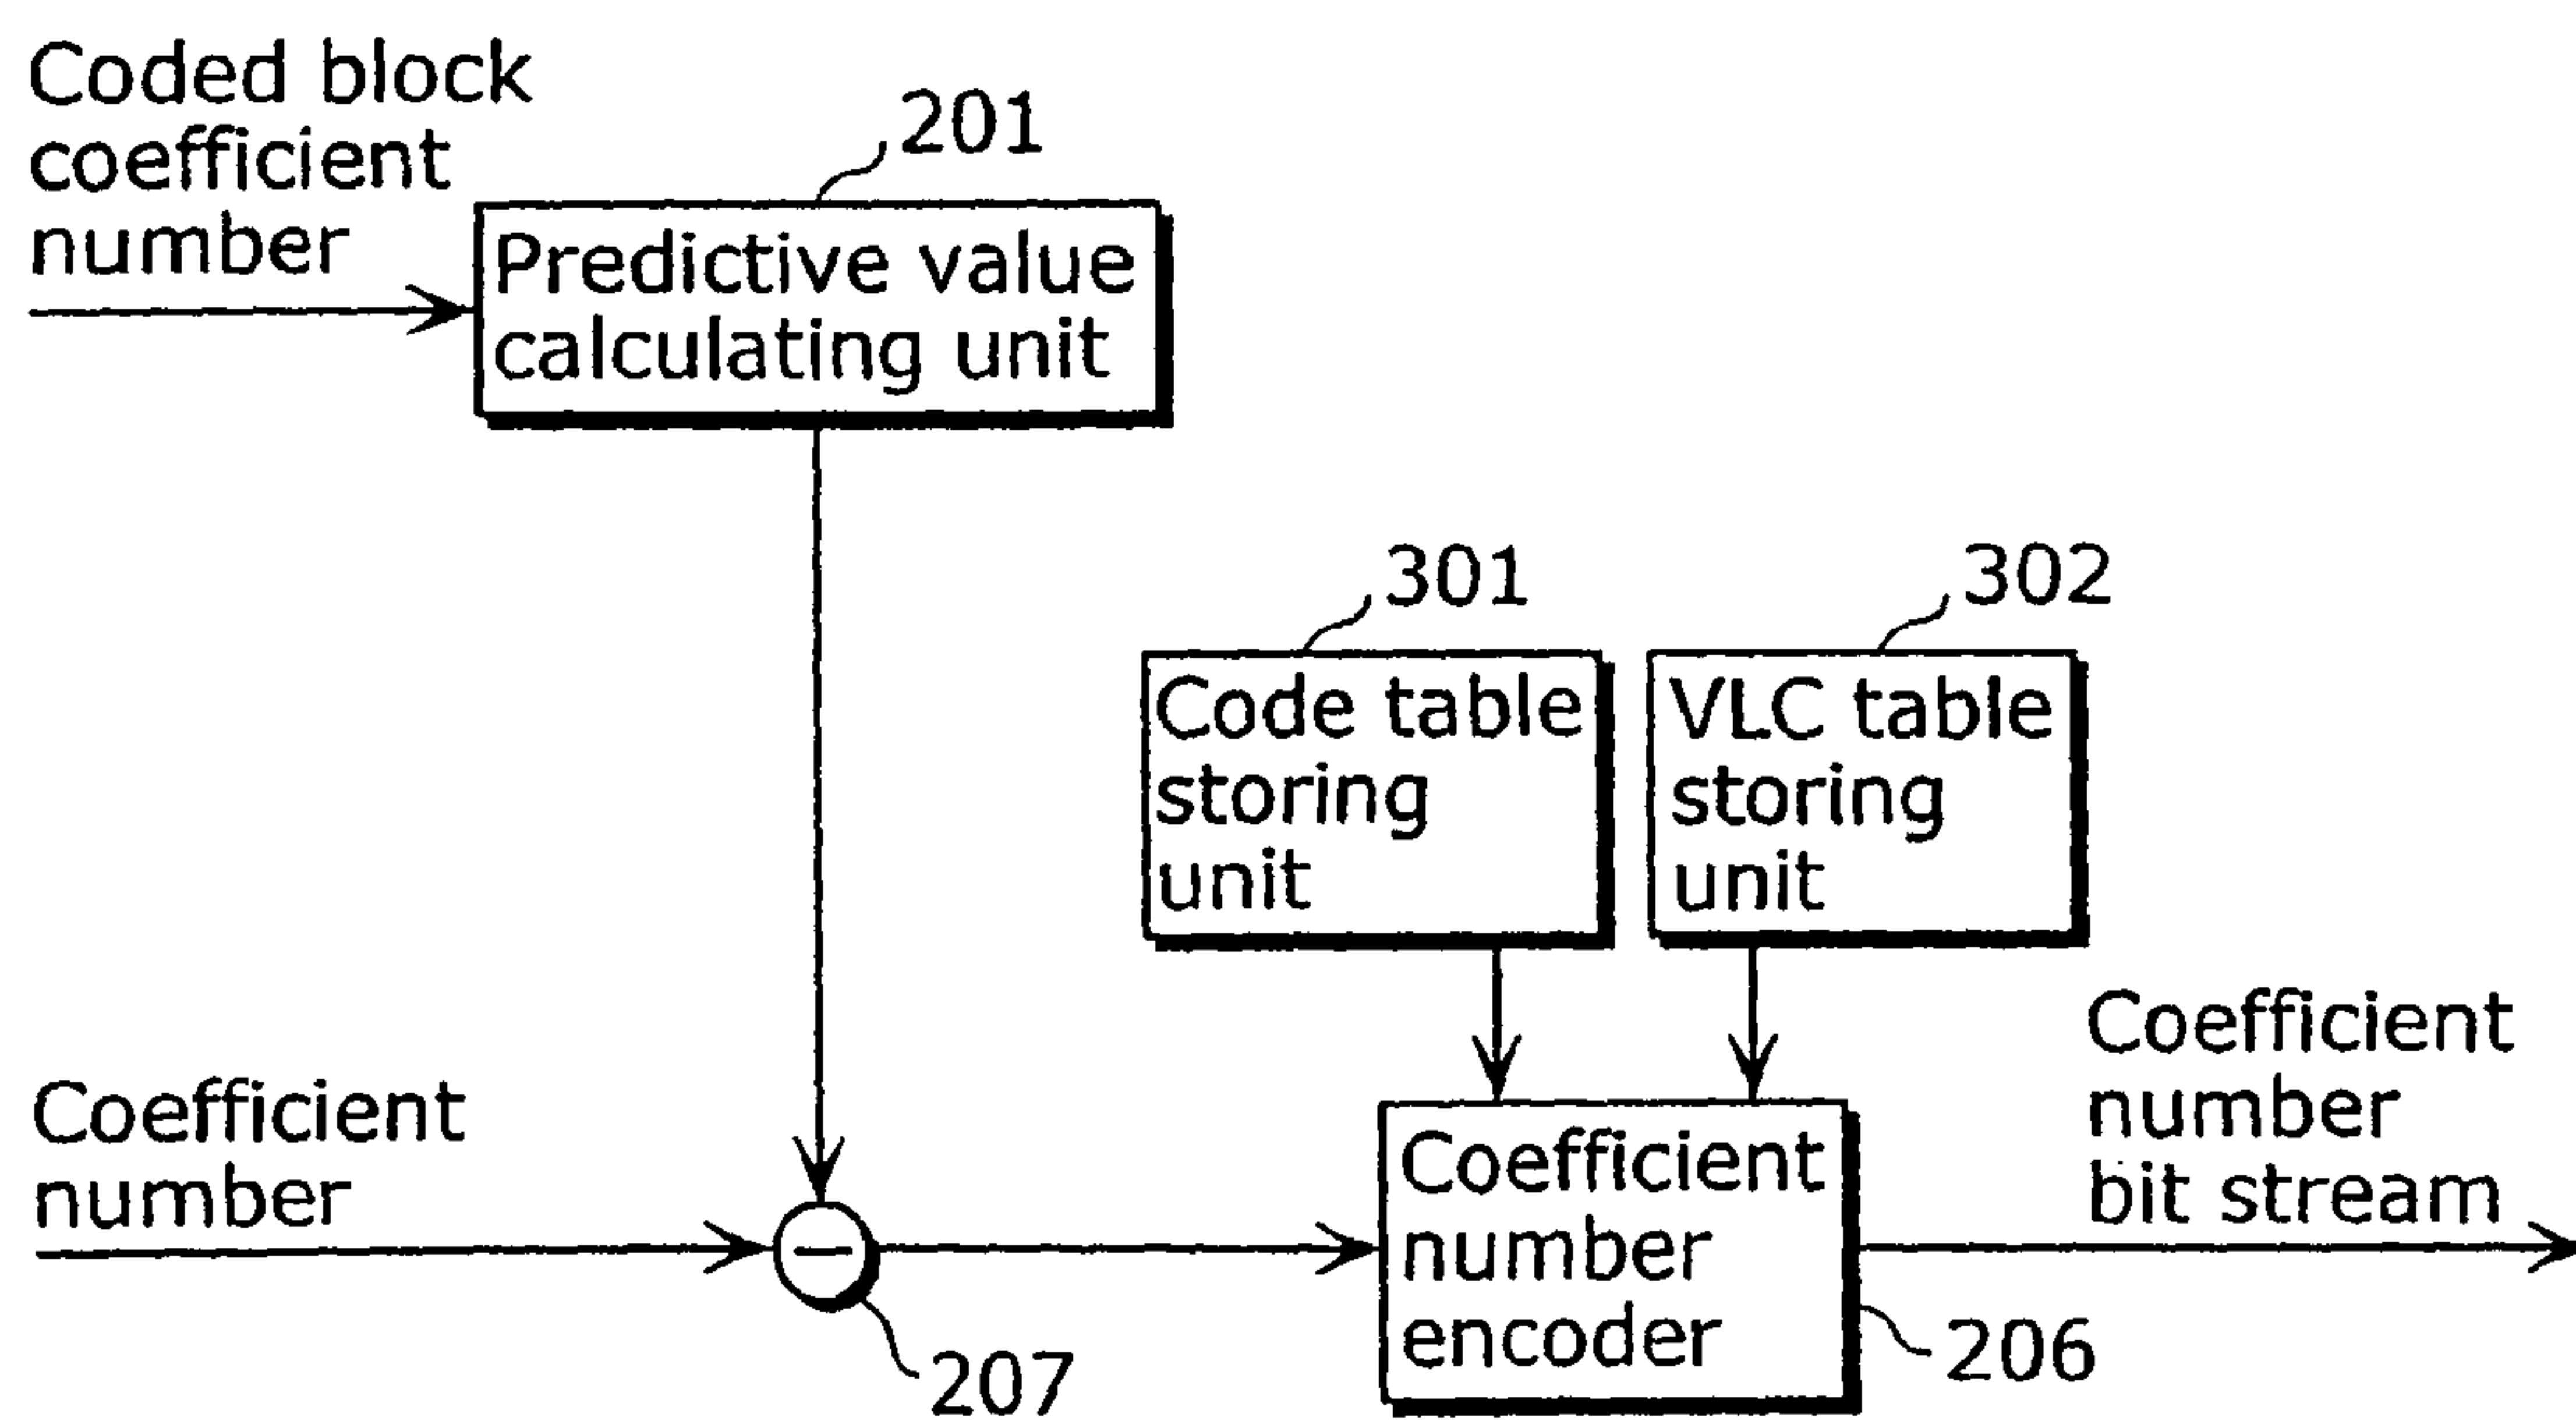 Coded block
coefficient
number
201
Predictive value
calculating unit
301
302
Code table
storing
unit
VLC table
storing
unit
Coefficient
number
Coefficient
number
encoder
Coefficient
number
bit stream
207
206